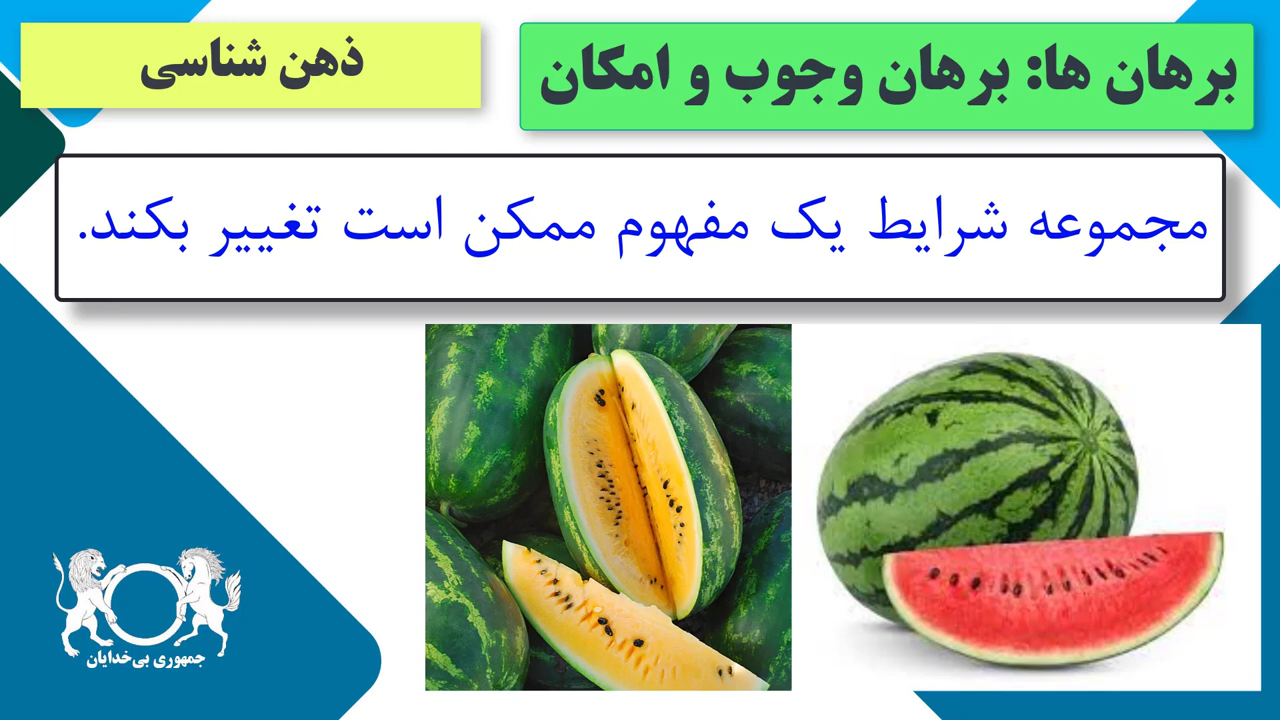 برهان ها: برهان وجوب و امکان
ذهن شناسی
مجموعه شرایط یک مفهوم ممکن است تغییر بکند.
جمهوری بی‌خدایان